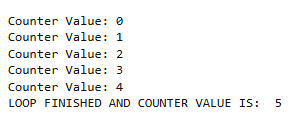 Counter Value: 0
Counter Value: 1
Counter Value: 2
Counter Value: 3
Counter Value: 4
LOOP FINISHED AND COUNTER VALUE IS:  5